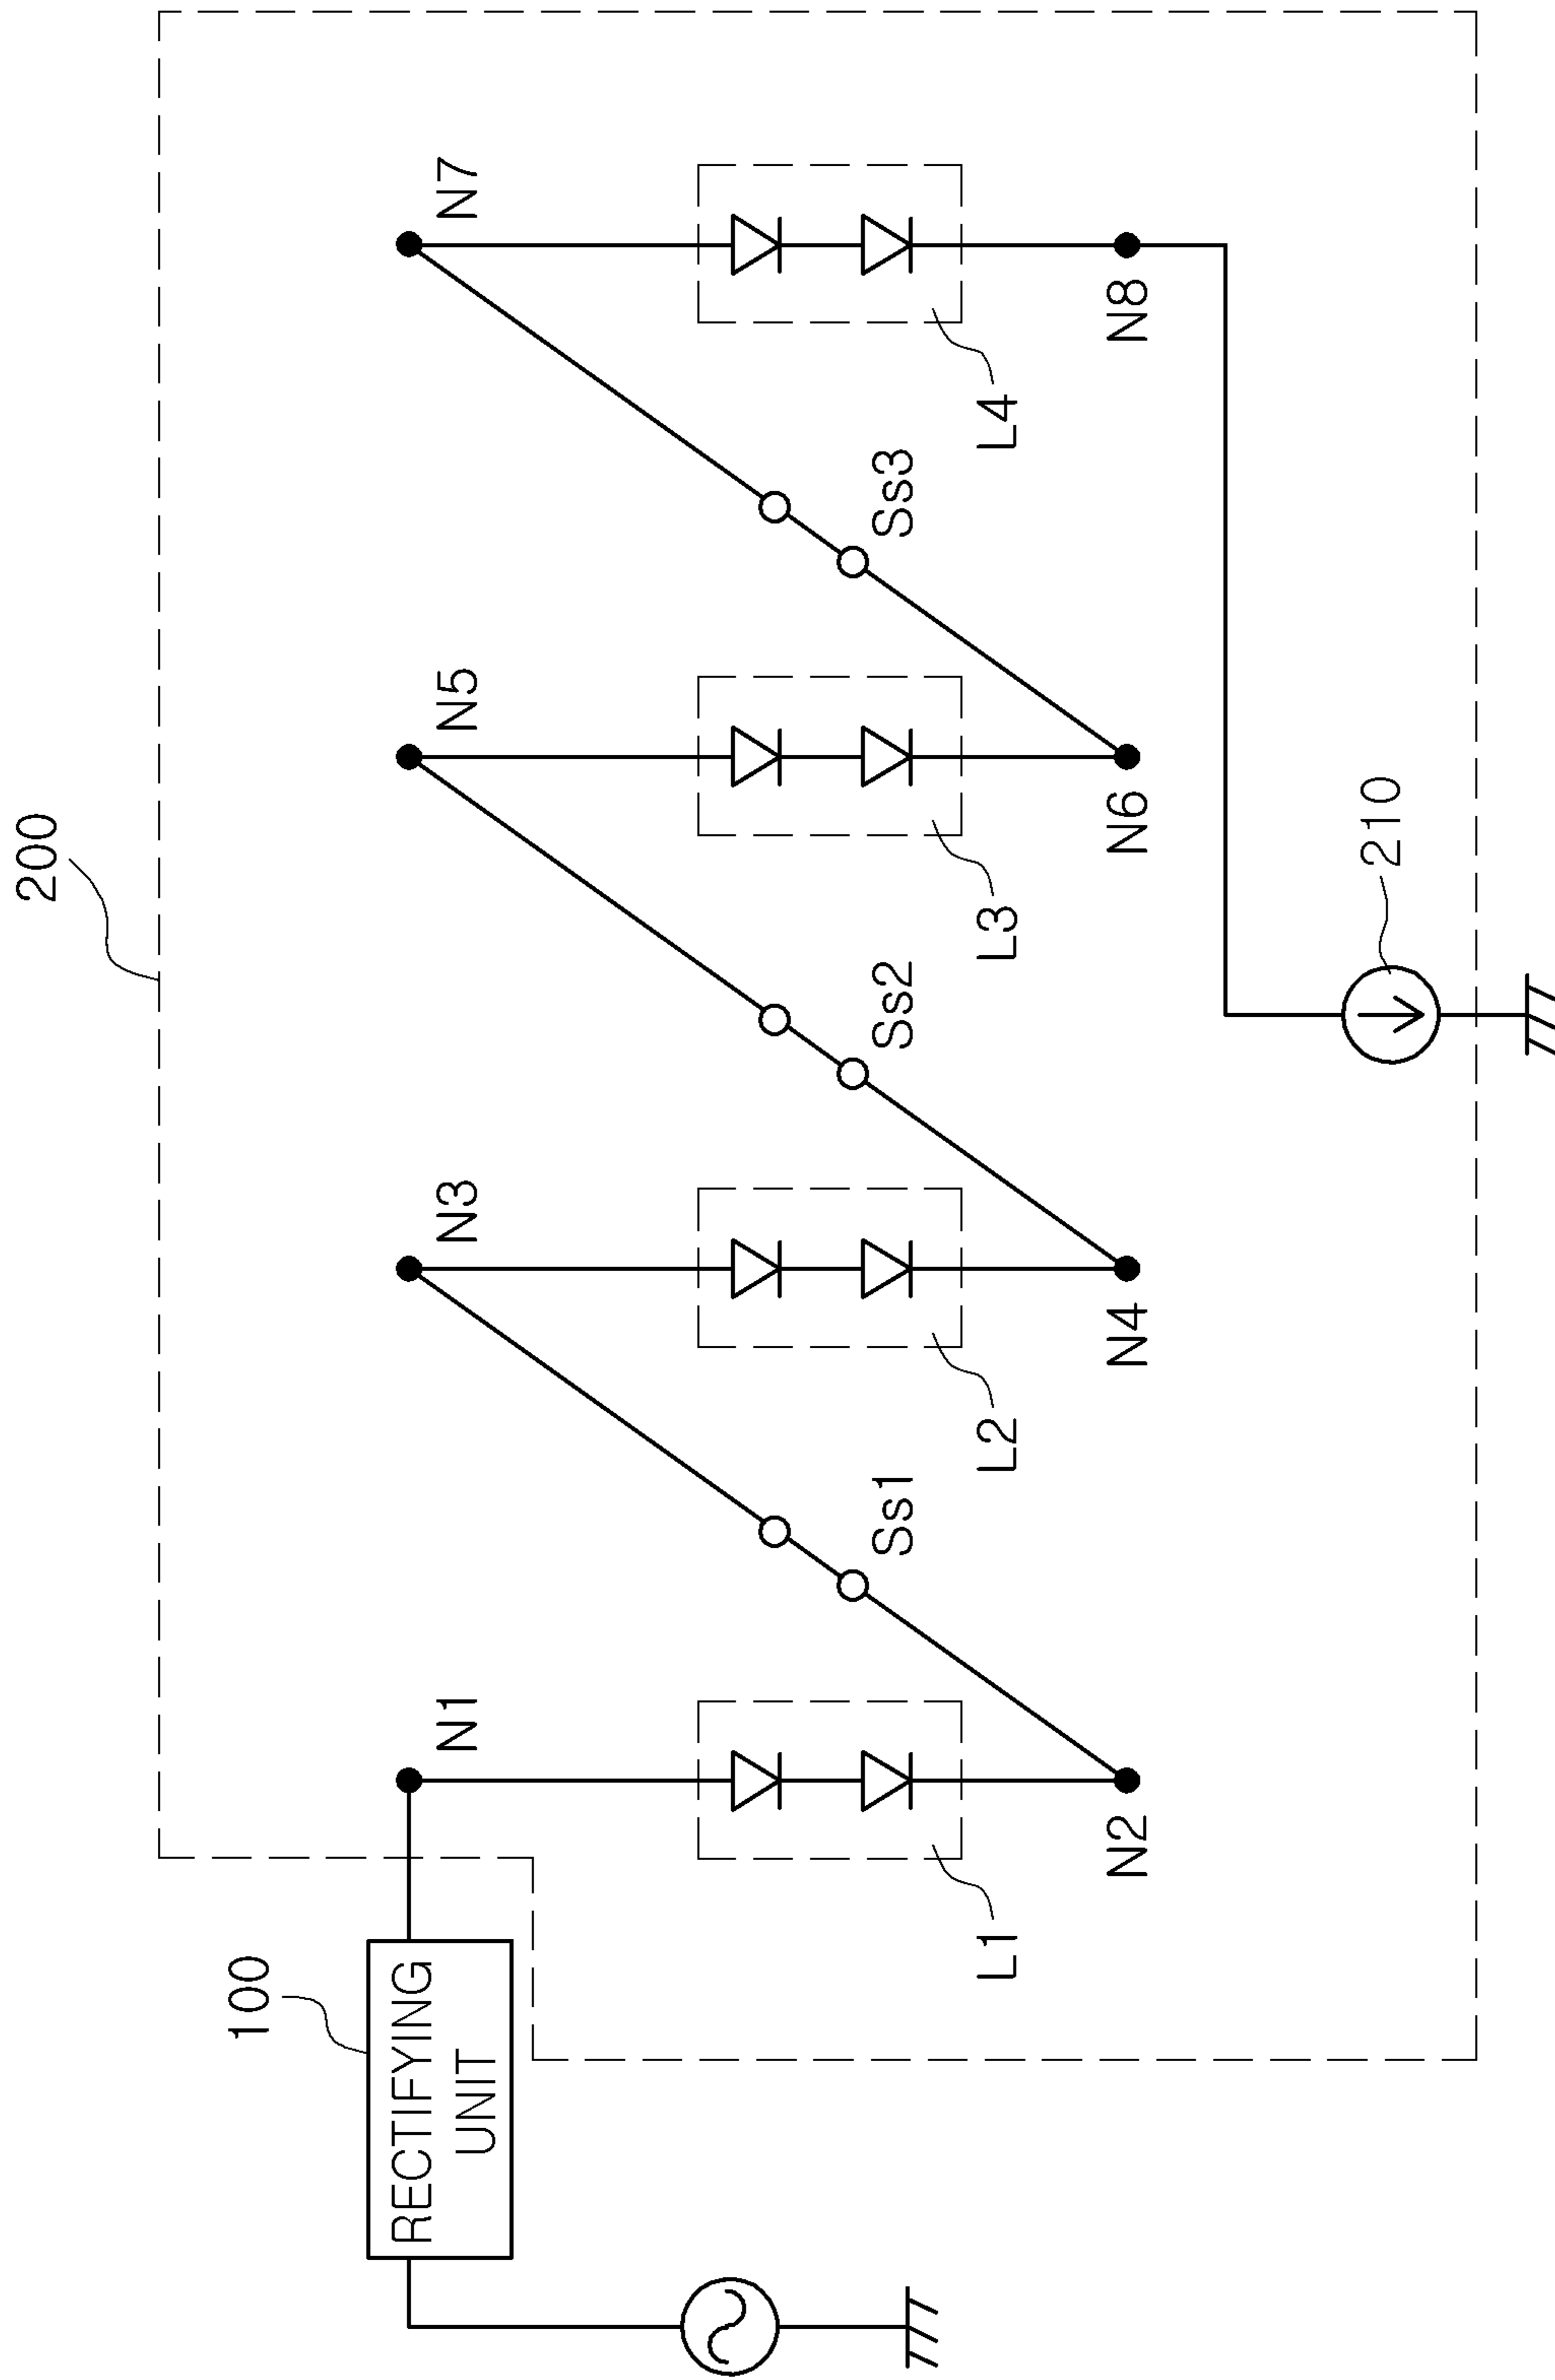 200
100
RECTIFYING
UNIT
N1
N3
N5
N7
Ss1
Ss2
Ss3
L1
L2
L3
L4
N2
N4
N6
N8
210